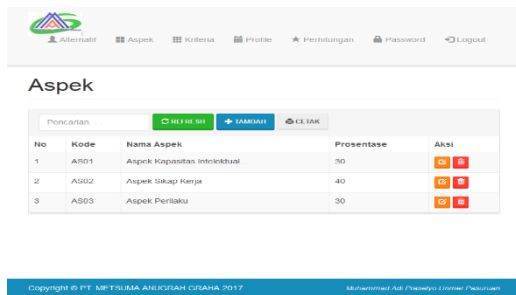 Alternatif Aspek Kriteria Profile Perhitungan Password Logout
Aspek
Pencarian. . . REFRESH TAMBAH CETAK
No Kode Nama Aspek Prosentase Aksi
1 AS01 Aspek Kapasitas Intelektual 30
2 AS02 Aspek Sikap Kerja 40
3 AS03 Aspek Perilaku 30
Copyright © PT. METSUMA ANUGRAH GRAHA 2017 Muhammad Adi Prasetyo Unmer Pasuruan